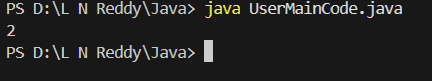 PS D:\L N Reddy\Java> java UserMainCode.java
2
PS D:\L N Reddy\Java>